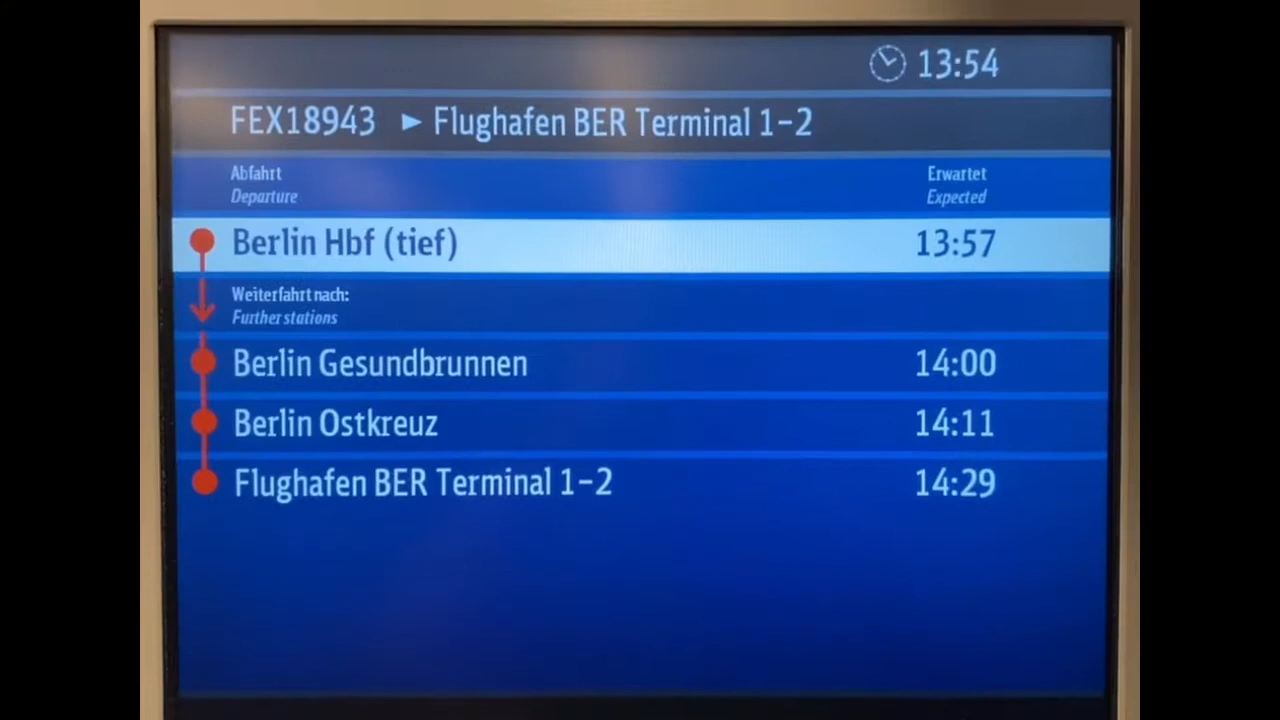 13:54
FEX18943 ► Flughafen BER Terminal 1-2
Abfahrt Erwartet
Departure Expected
Berlin Hbf (tief) 13:57
Weiterfahrt nach:
Further stations
Berlin Gesundbrunnen 14:00
Berlin Ostkreuz 14:11
Flughafen BER Terminal 1-2 14:29